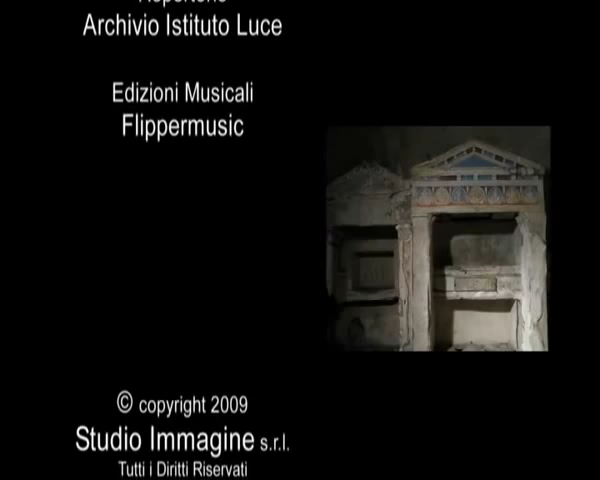 Archivio Istituto Luce
Edizioni Musicali
Flippermusic
© copyright 2009
Studio Immagine s.r.l.
Tutti i Diritti Riservati